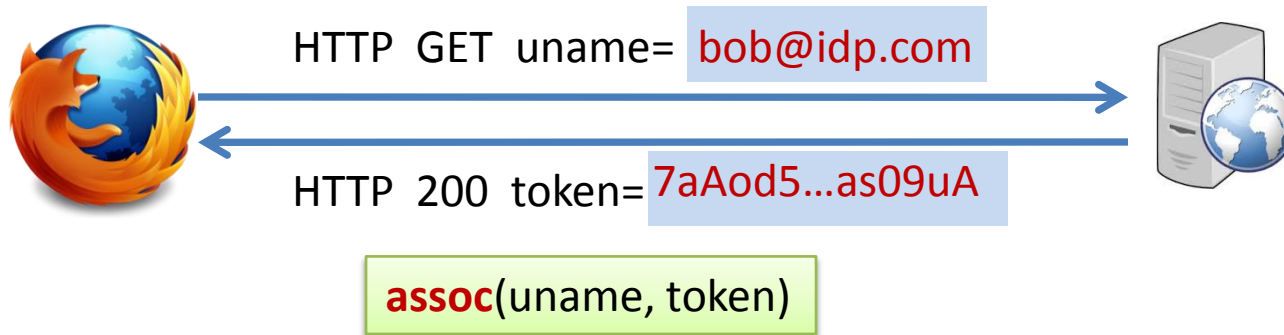 HTTP GET uname= bob@idp.com
HTTP 200 token= 7aAod5…as09uA
assoc(uname, token)